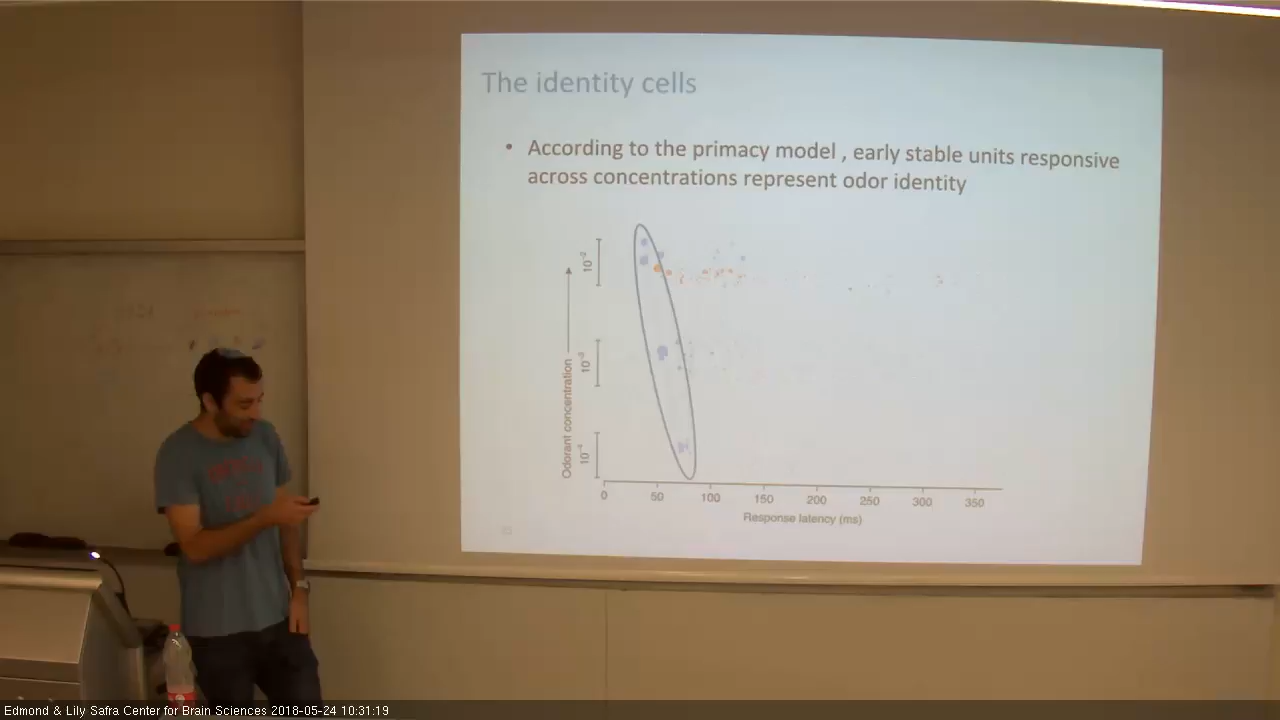 The identity cells
• According to the primacy model , early stable units responsive
across concentrations represent odor identity
10⁻²
10⁻³
10⁻⁴
Odorant concentration
0 50 100 150 200 250 300 350
Response latency (ms)
25
Edmond & Lily Safra Center for Brain Sciences 2018-05-24 10:31:19